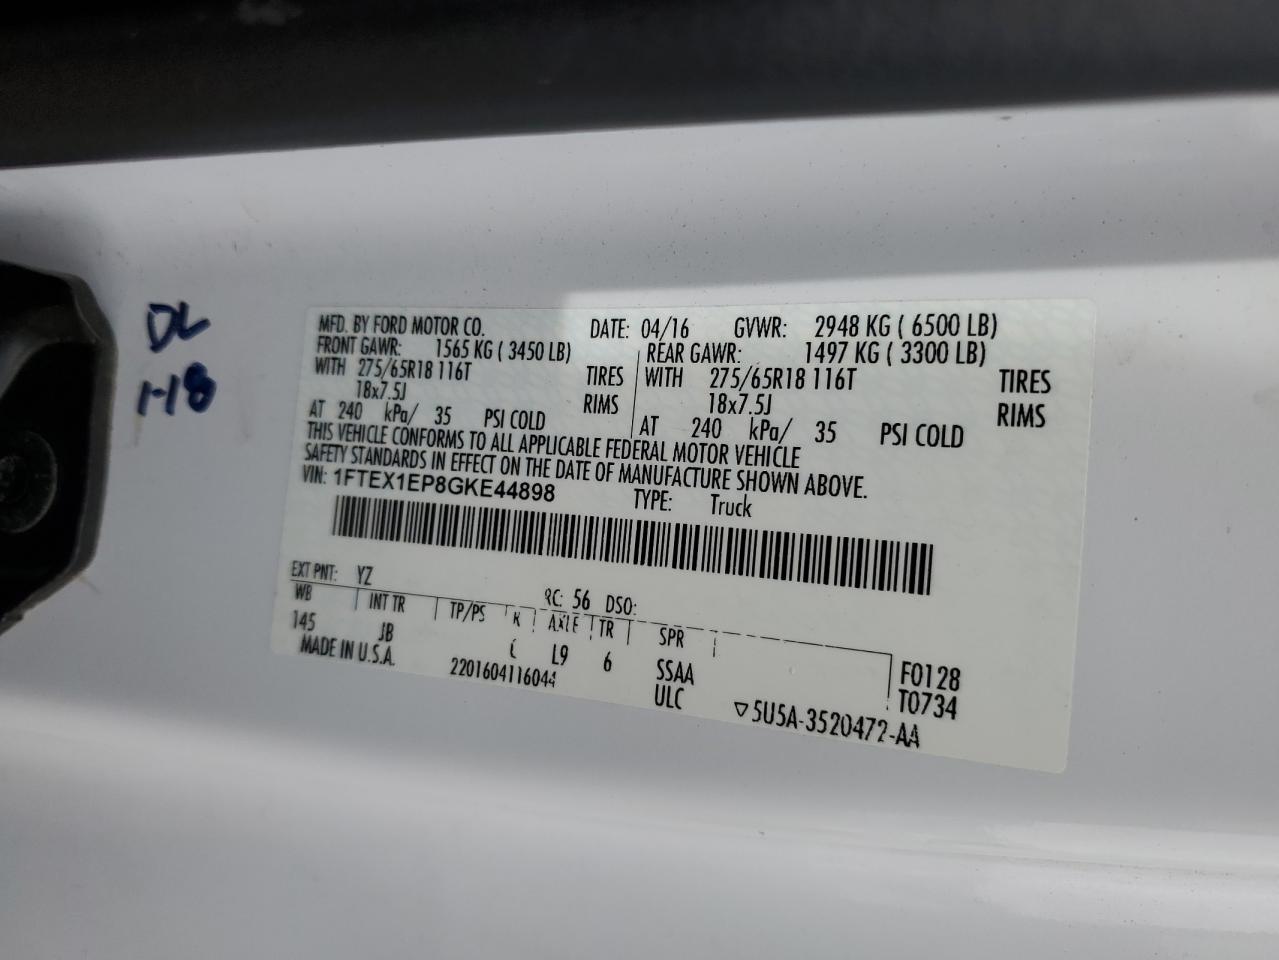 DL
1-18
MFD. BY FORD MOTOR CO. DATE: 04/16 GVWR: 2948 KG ( 6500 LB)
FRONT GAWR: 1565 KG ( 3450 LB) REAR GAWR: 1497 KG ( 3300 LB)
WITH 275/65R18 116T TIRES WITH 275/65R18 116T TIRES
18x7.5J RIMS 18x7.5J RIMS
AT 240 kPa/ 35 PSI COLD AT 240 kPa/ 35 PSI COLD
THIS VEHICLE CONFORMS TO ALL APPLICABLE FEDERAL MOTOR VEHICLE
SAFETY STANDARDS IN EFFECT ON THE DATE OF MANUFACTURE SHOWN ABOVE.
VIN: 1FTEX1EP8GKE44898 TYPE: Truck
EXT PNT: YZ RC: 56 DSO:
WB INT TR TP/PS R AXLE TR SPR
145 JB L9 6 SSAA F0128
MADE IN U.S.A. 2201604116044 ULC T0734
▽5U5A-3520472-AA